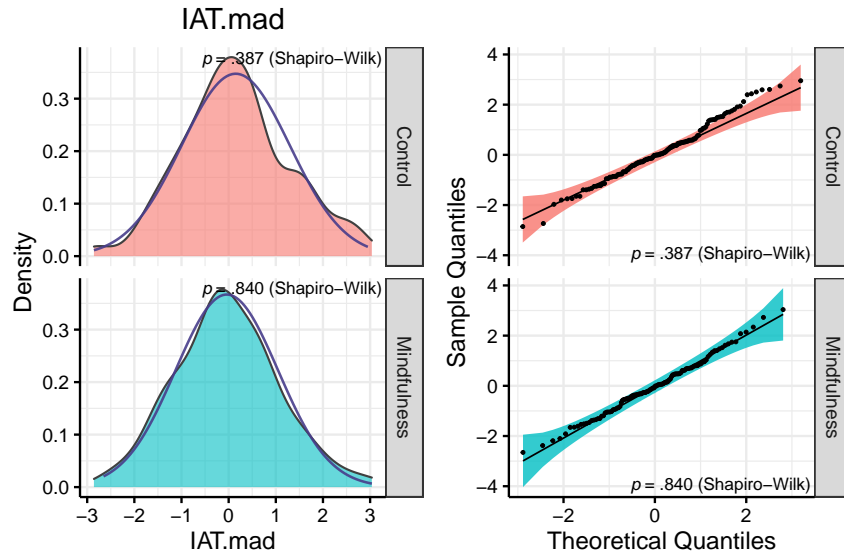 IAT.mad
p = .387 (Shapiro−Wilk)
0.3
0.2
0.1
0.0
Control
p = .840 (Shapiro−Wilk)
0.3
0.2
0.1
0.0
Mindfulness
Density
−3 −2 −1 0 1 2 3
IAT.mad
4
2
0
−2
−4
p = .387 (Shapiro−Wilk)
Control
4
2
0
−2
−4
p = .840 (Shapiro−Wilk)
Mindfulness
Sample Quantiles
−2 0 2
Theoretical Quantiles